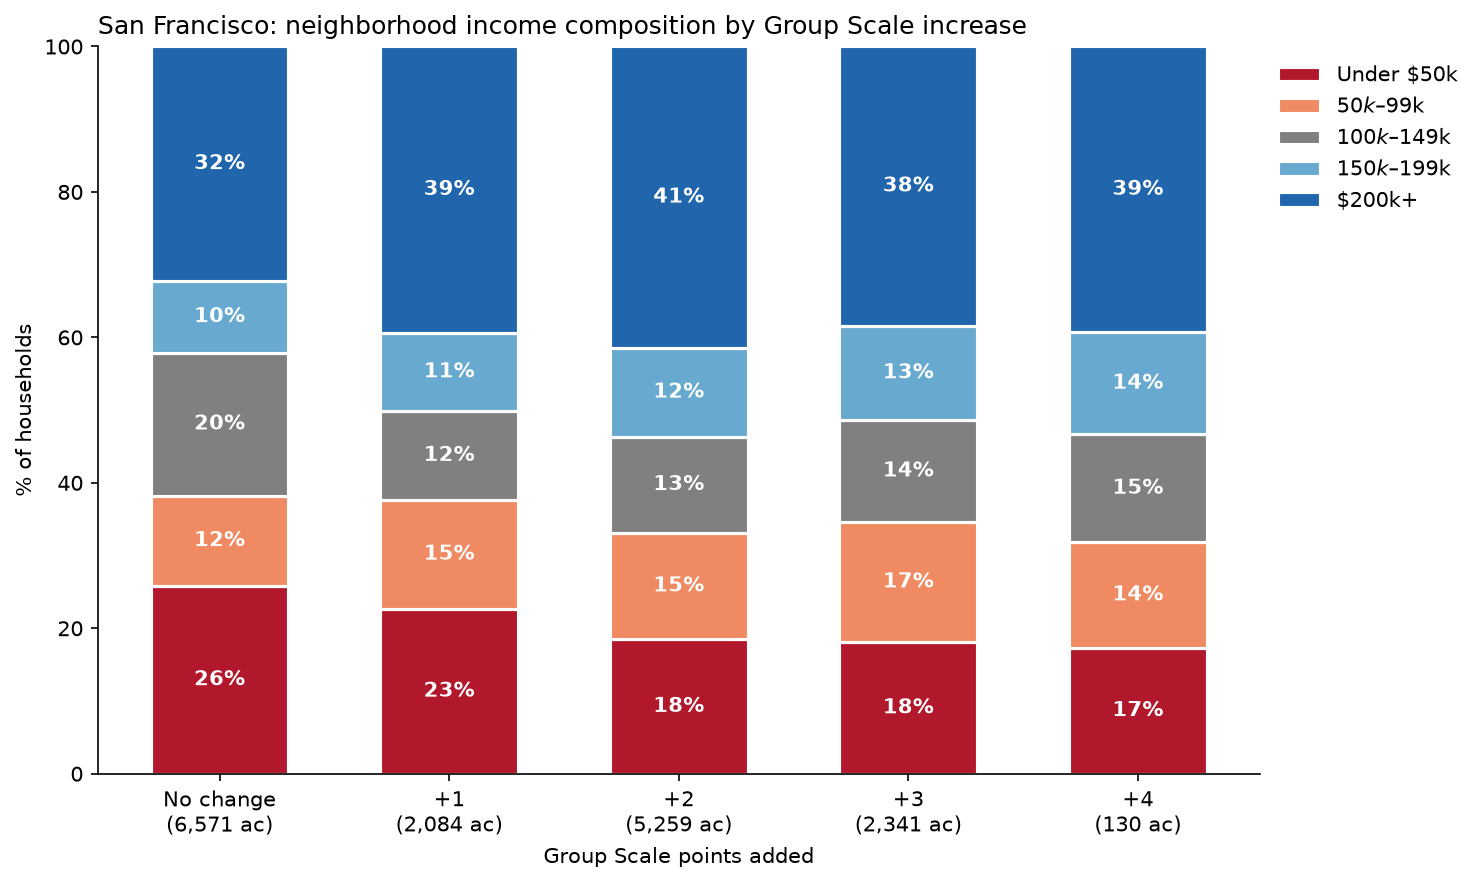 San Francisco: neighborhood income composition by Group Scale increase
100
80
60
40
20
0
% of households
32%
10%
20%
12%
26%
39%
11%
12%
15%
23%
41%
12%
13%
15%
18%
38%
13%
14%
17%
18%
39%
14%
15%
14%
17%
No change
(6,571 ac)
+1
(2,084 ac)
+2
(5,259 ac)
+3
(2,341 ac)
+4
(130 ac)
Group Scale points added
Under $50k
50k–99k
100k–149k
150k–199k
$200k+